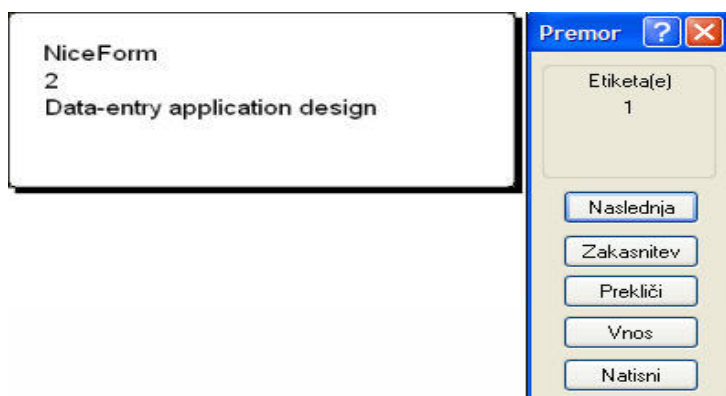 NiceForm
2
Data-entry application design
Premor
Etiketa(e)
1
Naslednja
Zakasnitev
Prekliči
Vnos
Natisni